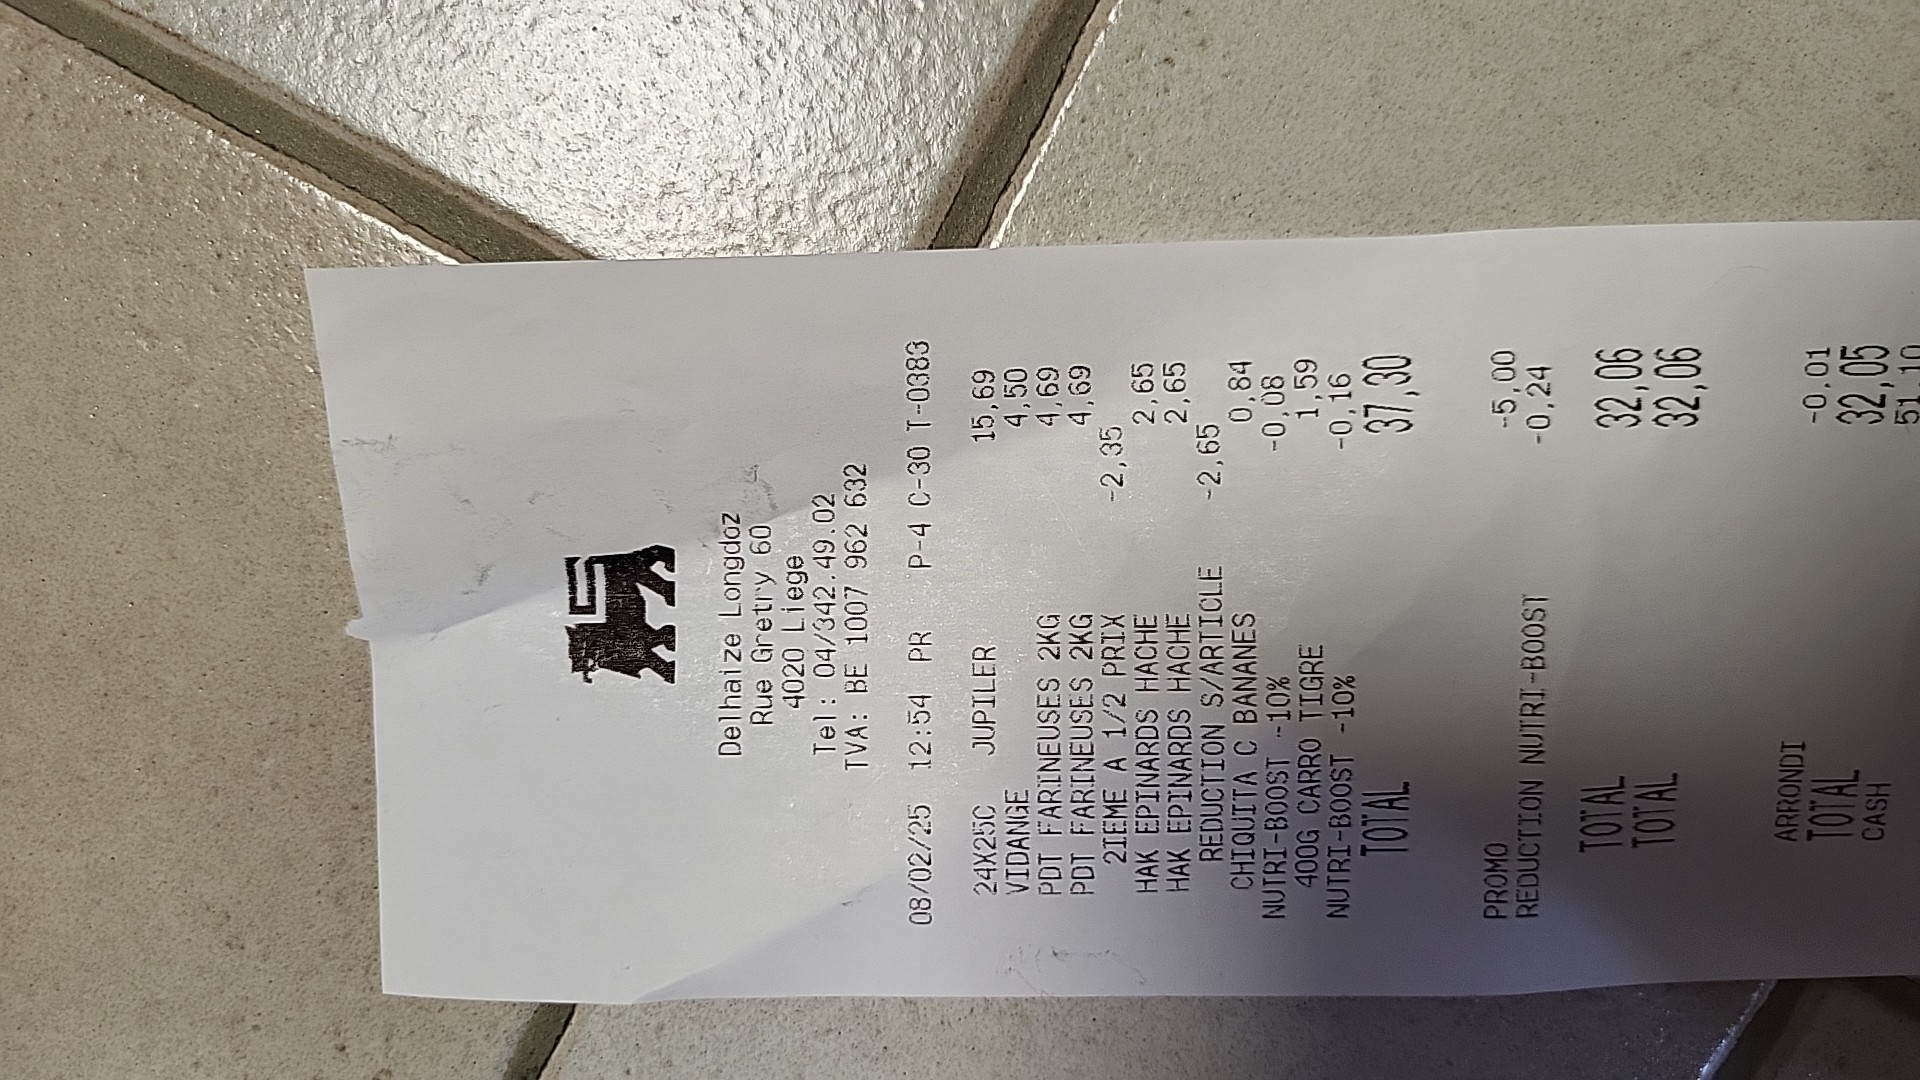 Delhaize Longdoz
Rue Gretry 60
4020 Liege
Tel: 04/342.49.02
TVA: BE 1007 962 632
08/02/25 12:54 PR P-4 C-30 T-0383
24X25C JUPILER 15,69
VIDANGE 4,50
PDT FARINEUSES 2KG 4,69
PDT FARINEUSES 2KG 4,69
2IEME A 1/2 PRIX -2,35
HAK EPINARDS HACHE 2,65
HAK EPINARDS HACHE 2,65
REDUCTION S/ARTICLE -2,65
CHIQUITA C BANANES 0,84
NUTRI-BOOST -10% -0,08
400G CARRO TIGRE 1,59
NUTRI-BOOST -10% -0,16
TOTAL 37,30
PROMO -5,00
REDUCTION NUTRI-BOOST -0,24
TOTAL 32,06
TOTAL 32,06
ARRONDI -0,01
TOTAL 32,05
CASH